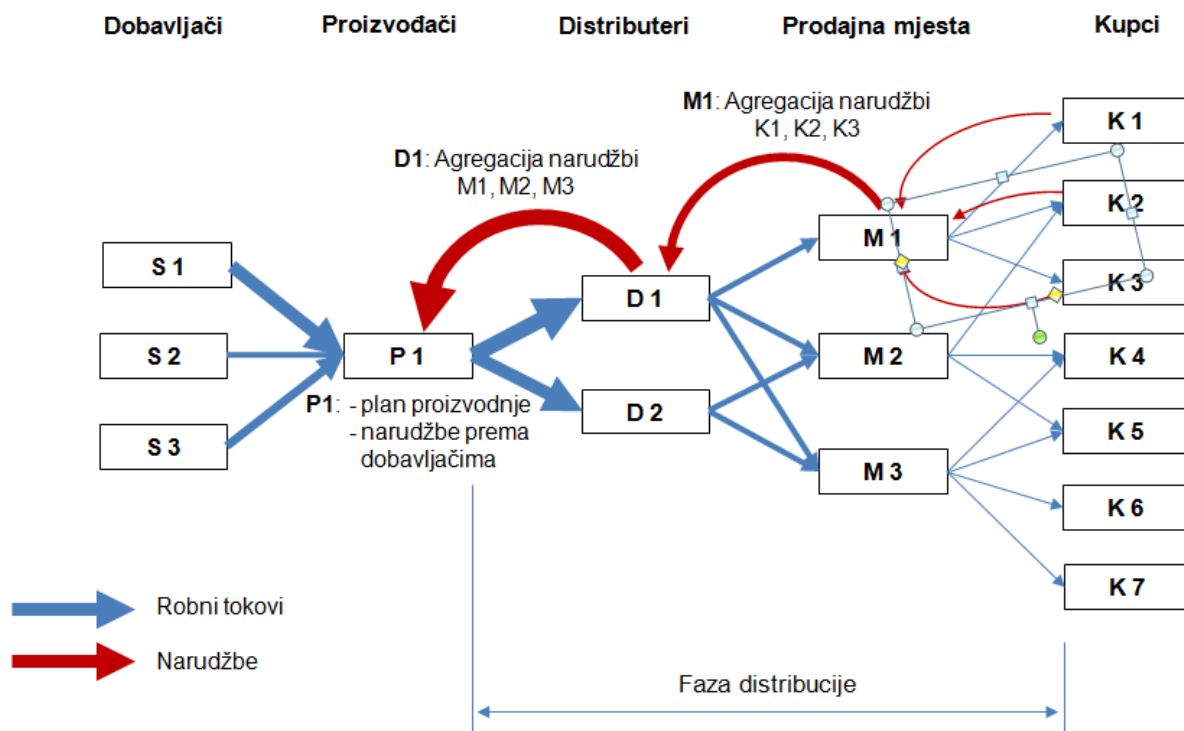 Dobavljači
Proizvođači
Distributeri
Prodajna mjesta
Kupci
M1: Agregacija narudžbi
K1, K2, K3
D1: Agregacija narudžbi
M1, M2, M3
S 1
S 2
S 3
P 1
P1: - plan proizvodnje
- narudžbe prema
dobavljačima
D 1
D 2
M 1
M 2
M 3
K 1
K 2
K 3
K 4
K 5
K 6
K 7
Robni tokovi
Narudžbe
Faza distribucije